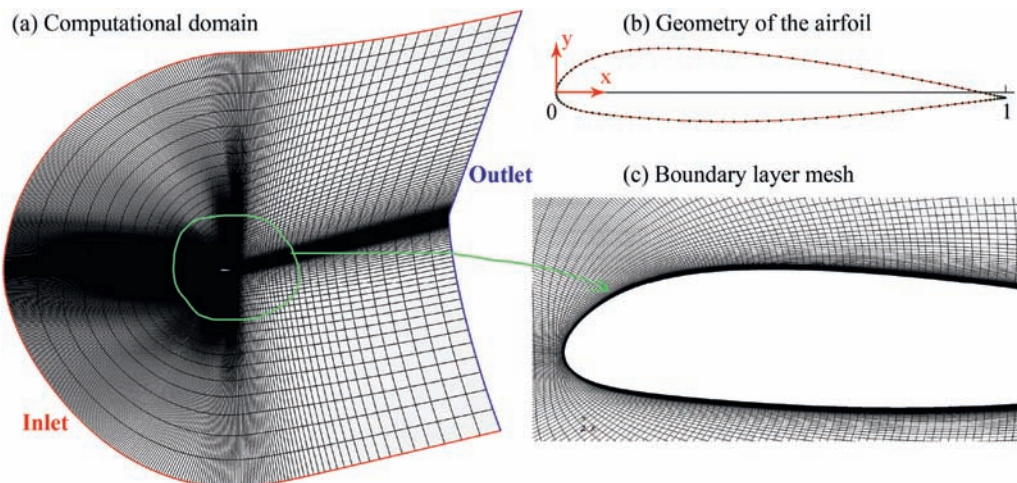 (a) Computational domain
Outlet
Inlet
(b) Geometry of the airfoil
y
x
0
1
(c) Boundary layer mesh